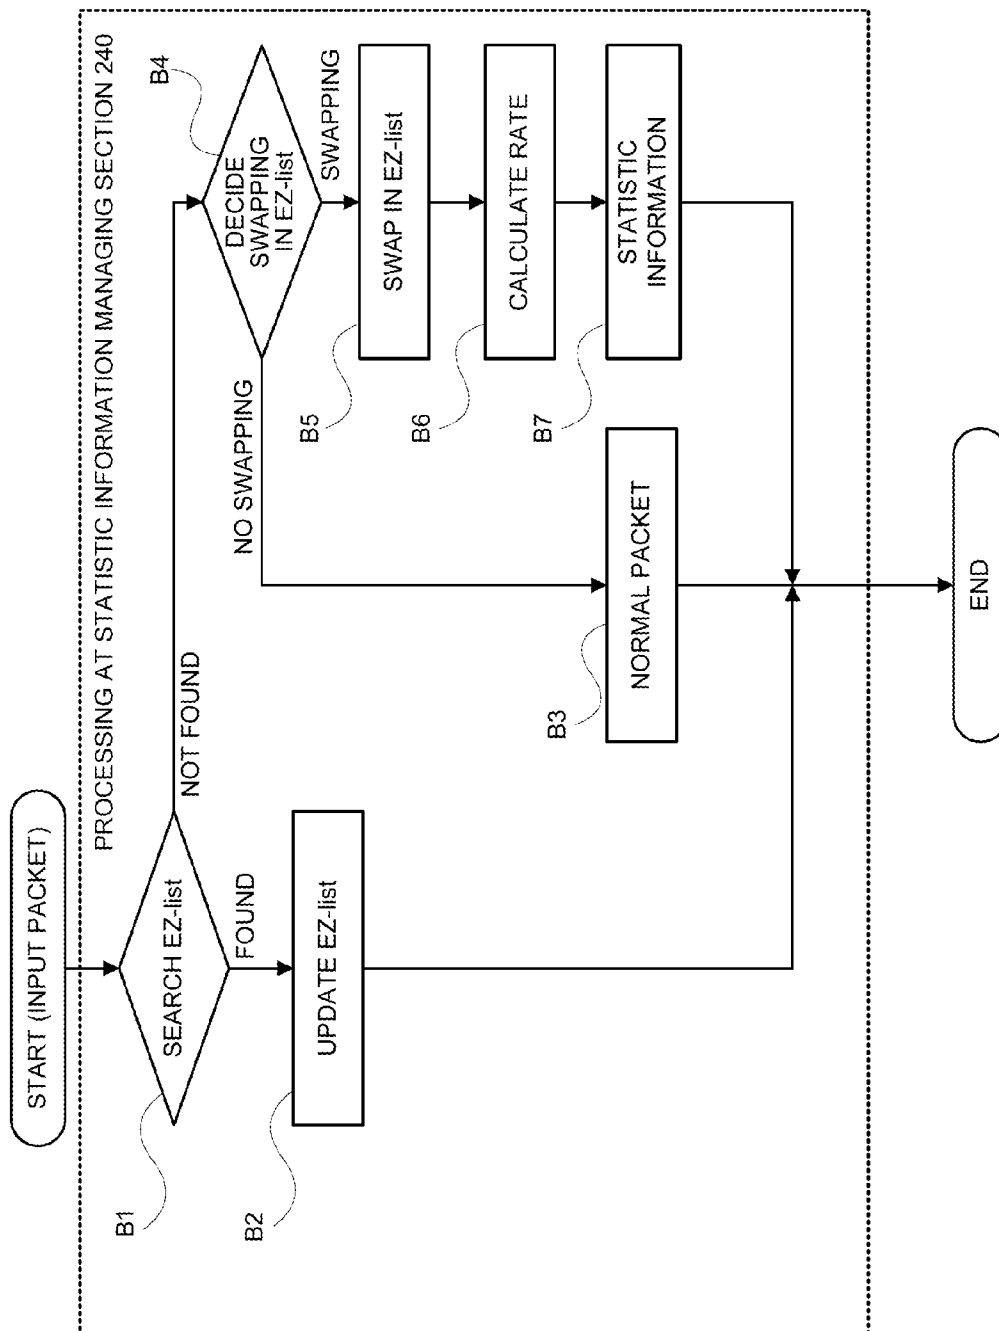 START (INPUT PACKET)
PROCESSING AT STATISTIC INFORMATION MANAGING SECTION 240
B1
SEARCH EZ-list
NOT FOUND
FOUND
B4
DECIDE
SWAPPING
IN EZ-list
NO SWAPPING
SWAPPING
B2
UPDATE EZ-list
B5
SWAP IN EZ-list
B6
CALCULATE RATE
B3
NORMAL PACKET
B7
STATISTIC
INFORMATION
END